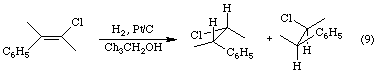 Cl
C₆H₅
H₂, Pt/C
Ch₃CH₂OH
H
Cl
H
C₆H₅
+
Cl
C₆H₅
H
H
(9)